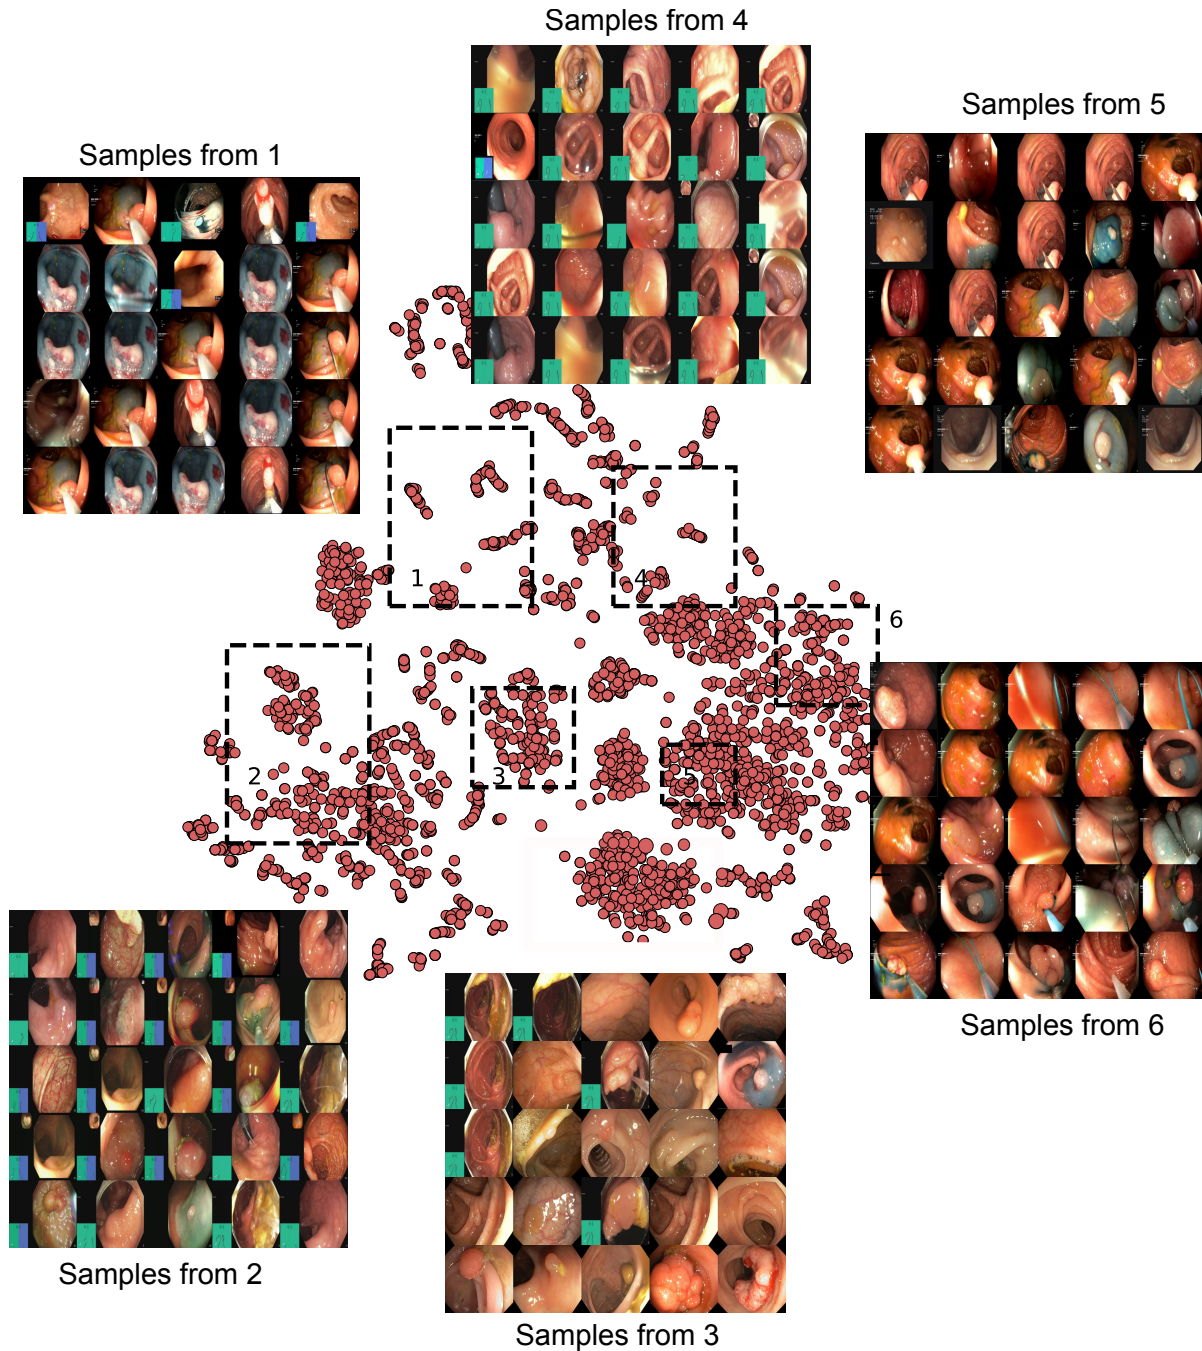 Samples from 4
Samples from 5
Samples from 1
1
4
6
2
3
5
Samples from 6
Samples from 2
Samples from 3